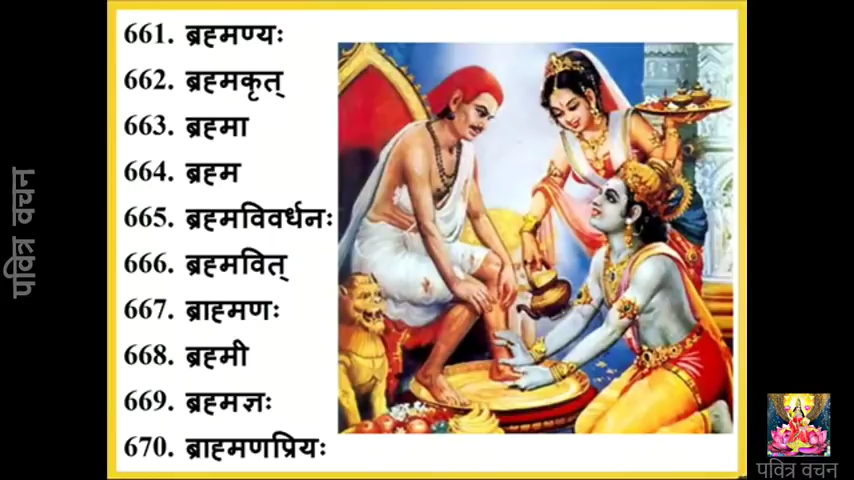 661. ब्रह्मण्यः
662. ब्रह्मकृत्
663. ब्रह्मा
664. ब्रह्म
665. ब्रह्मविवर्धनः
666. ब्रह्मवित्
667. ब्राह्मणः
668. ब्रह्मी
669. ब्रह्मज्ञः
670. ब्राह्मणप्रियः
पवित्र वचन
पवित्र वचन